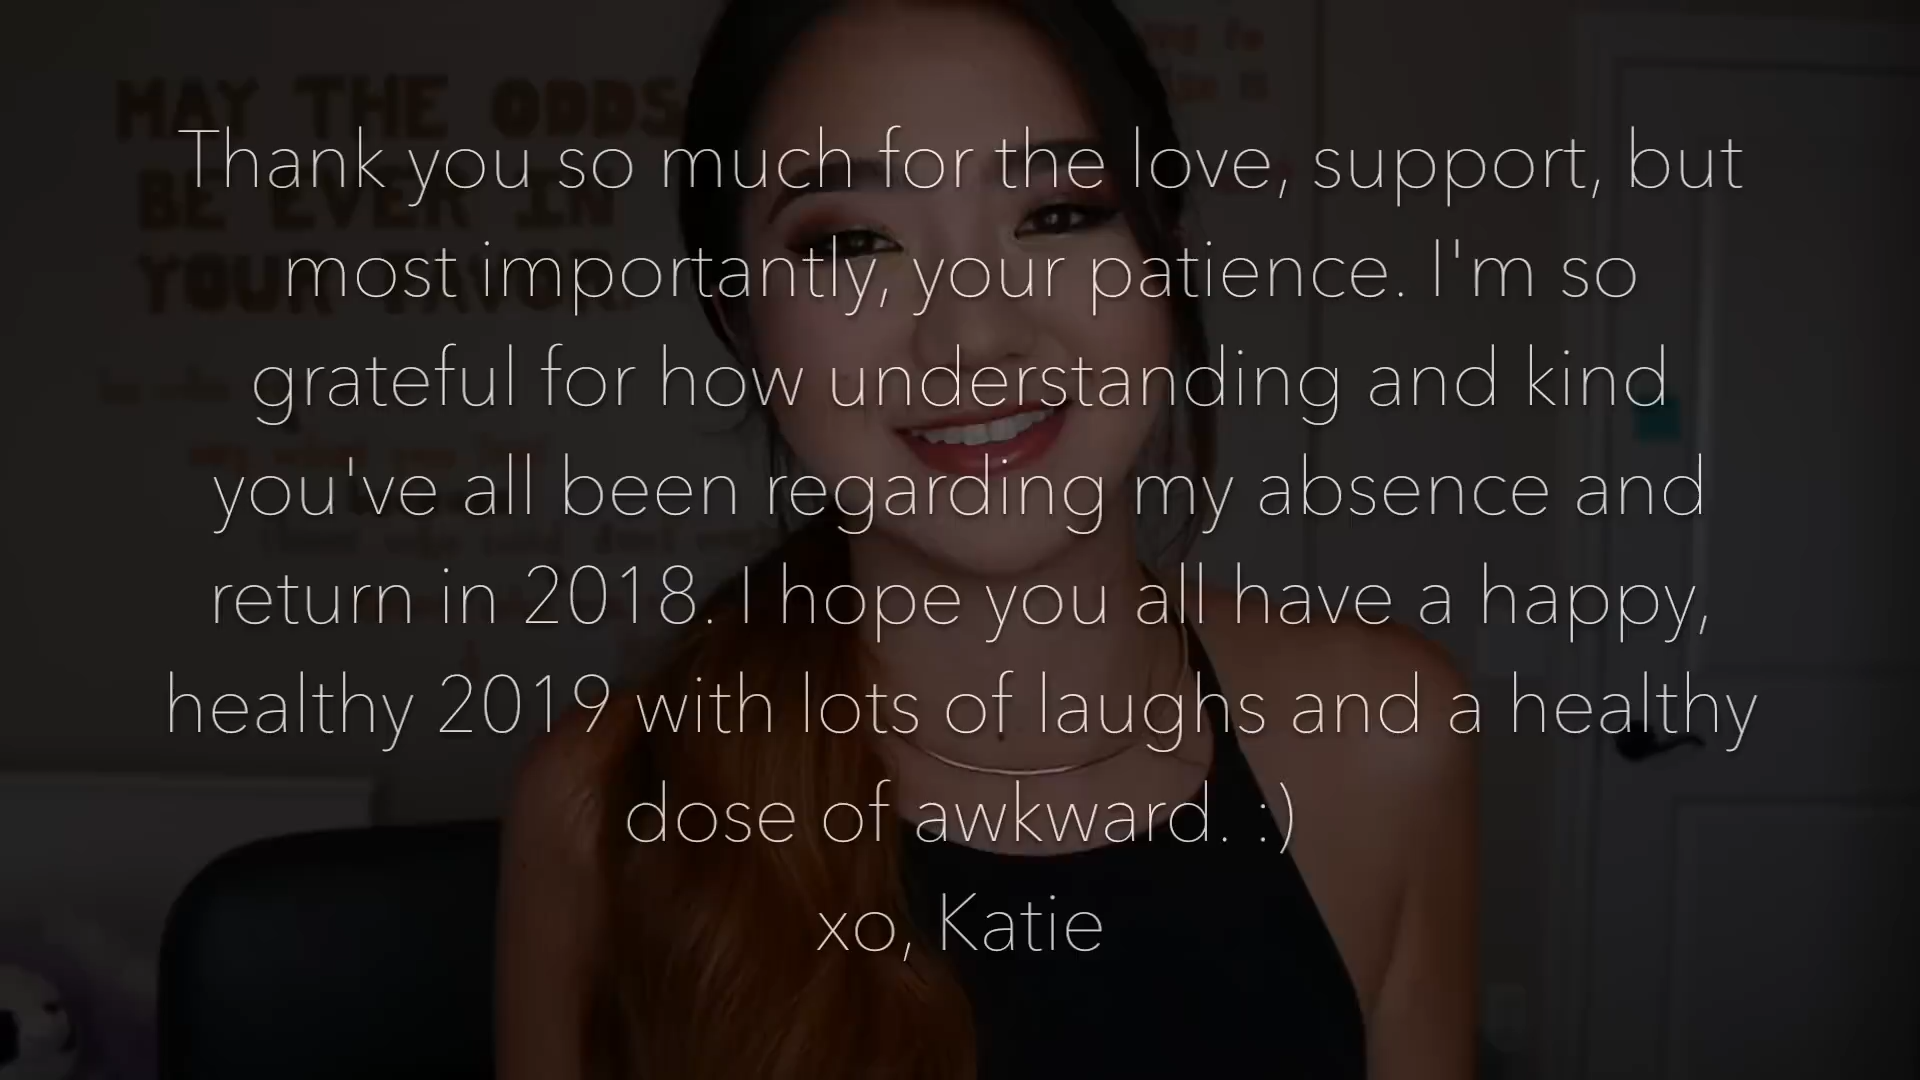 Thank you so much for the love, support, but
most importantly, your patience. I'm so
grateful for how understanding and kind
you've all been regarding my absence and
return in 2018. I hope you all have a happy,
healthy 2019 with lots of laughs and a healthy
dose of awkward. :)
xo, Katie
MAY THE ODDS
BE EVER IN
YOUR FAVOR.